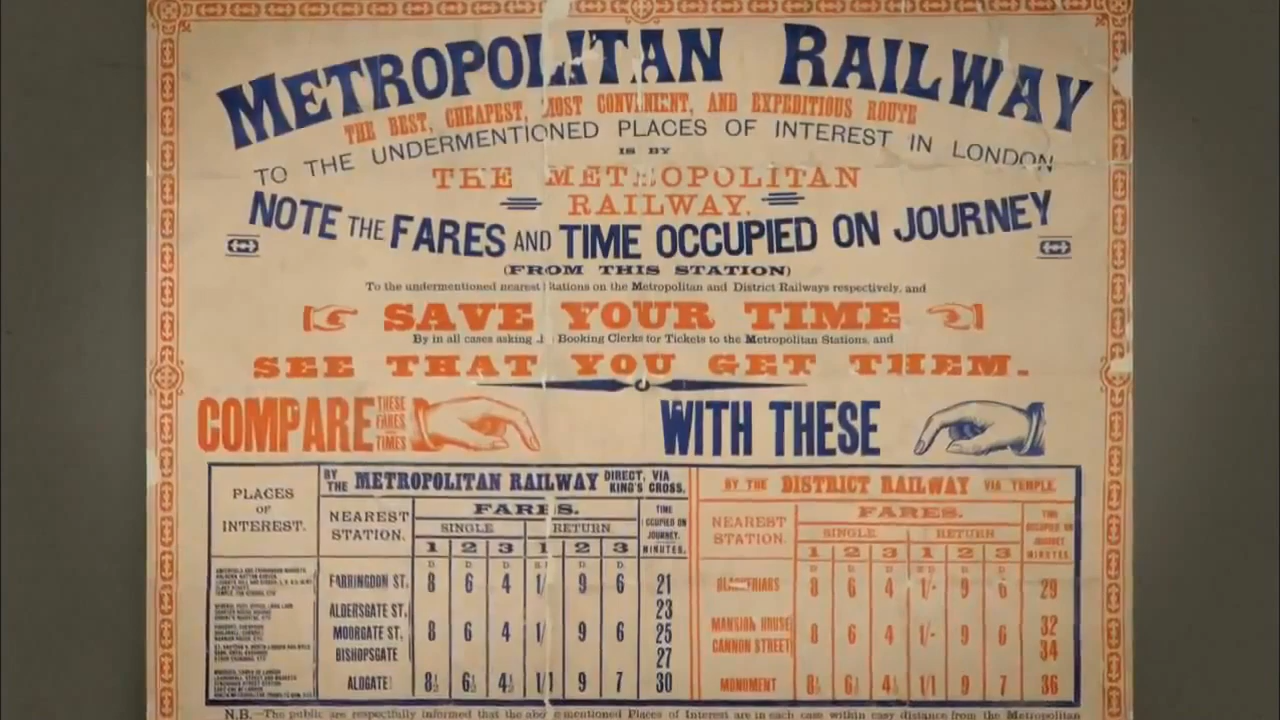 METROPOLITAN RAILWAY
THE BEST, CHEAPEST, MOST CONVENIENT, AND EXPEDITIOUS ROUTE
TO THE UNDERMENTIONED PLACES OF INTEREST IN LONDON
IS BY
THE METROPOLITAN
RAILWAY.
NOTE THE FARES AND TIME OCCUPIED ON JOURNEY
(FROM THIS STATION)
To the undermentioned nearest Stations on the Metropolitan and District Railways respectively, and
SAVE YOUR TIME
By in all cases asking Booking Clerks for Tickets to the Metropolitan Stations, and
SEE THAT YOU GET THEM.
COMPARE THESE FARES TIMES WITH THESE
PLACES OF INTEREST. BY THE METROPOLITAN RAILWAY DIRECT, VIA KING'S CROSS. BY THE DISTRICT RAILWAY VIA TEMPLE.
NEAREST STATION. FARES. TIME OCCUPIED ON JOURNEY. MINUTES. NEAREST STATION. FARES. TIME OCCUPIED ON JOURNEY MINUTES.
SINGLE RETURN SINGLE RETURN
1 2 3 1 2 3 1 2 3 1 2 3
FARRINGDON ST. 8 6 4 1/ 9 6 21 BLACKFRIARS 8 6 4 1/- 9 6 29
ALDERSGATE ST. 23
MOORGATE ST. 8 6 4 1/ 9 6 25 MANSION HOUSE 8 6 4 1/- 9 6 32
BISHOPSGATE 27 CANNON STREET 34
ALDGATE 8½ 6½ 4½ 1/1 9 7 30 MONUMENT 8½ 6½ 4½ 1/1 9 7 36
N.B.—The public are respectfully informed that the above mentioned Places of Interest are in each case within easy distance from the Metropolitan